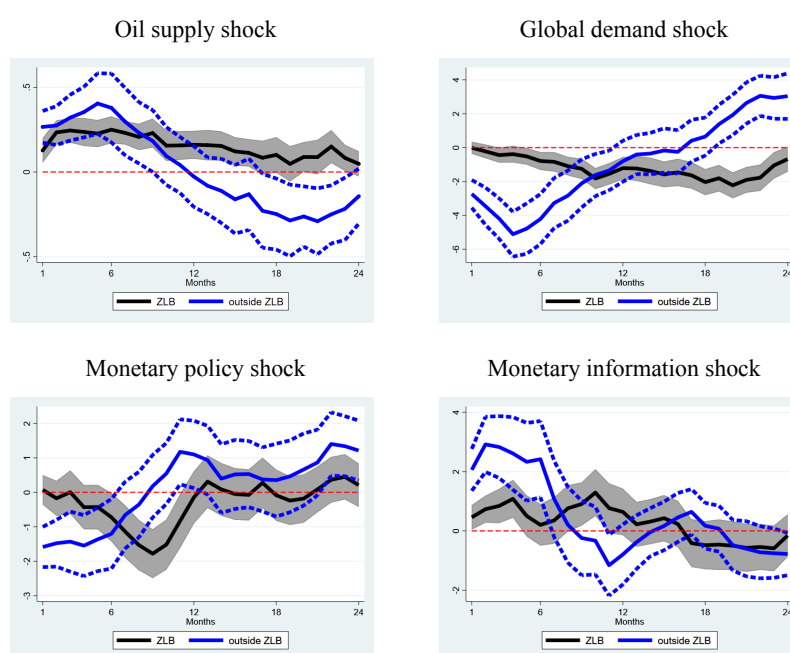 Oil supply shock
Global demand shock
.5
0
-.5
1
6
12
18
24
Months
ZLB
outside ZLB
4
2
0
-2
-4
-6
1
6
12
18
24
Months
ZLB
outside ZLB
Monetary policy shock
Monetary information shock
2
1
0
-1
-2
-3
1
6
12
18
24
Months
ZLB
outside ZLB
4
2
0
-2
1
6
12
18
24
Months
ZLB
outside ZLB